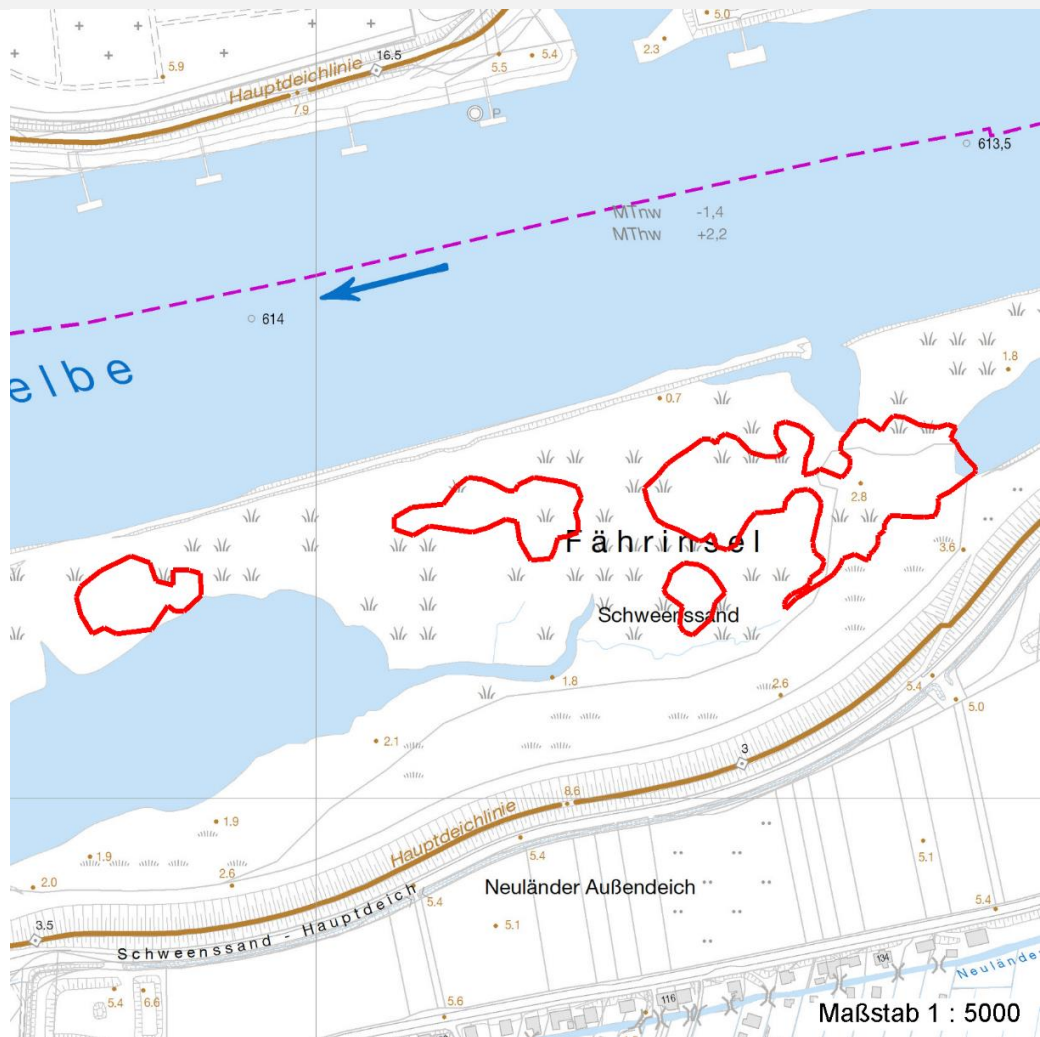 5.0
2.3
16.5
5.4
5.5
5.9
Hauptdeichlinie
7.9
P
613,5
MTnw -1,4
MThw +2,2
614
elbe
1.8
0.7
2.8
Fährinsel
3.6
Schweenssand
1.8
2.6
5.4
5.0
2.1
3
8.6
Hauptdeichlinie
1.9
5.4
5.1
1.9
2.0
2.6
5.4
Neuländer Außendeich
5.4
3.5
Schweenssand - Hauptdeich
5.1
134
Neuländer
5.4
6.6
5.6
116
Maßstab 1 : 5000